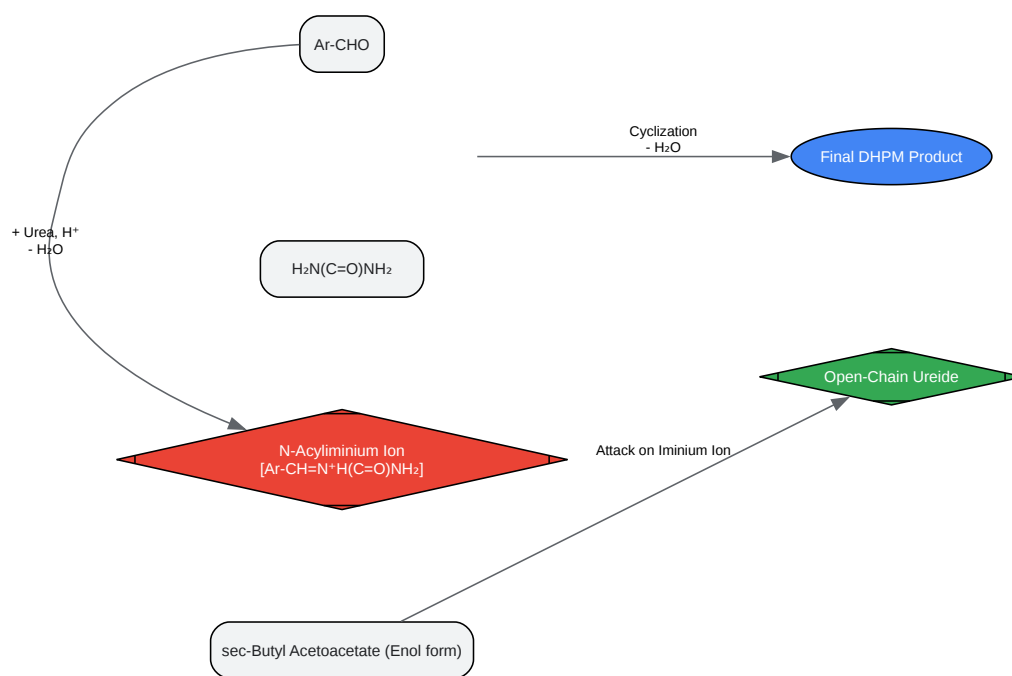 Ar-CHO
Cyclization
- H₂O
Final DHPM Product
+ Urea, H⁺
- H₂O
H₂N(C=O)NH₂
Open-Chain Ureide
N-Acyliminium Ion
[Ar-CH=N⁺H(C=O)NH₂]
Attack on Iminium Ion
sec-Butyl Acetoacetate (Enol form)